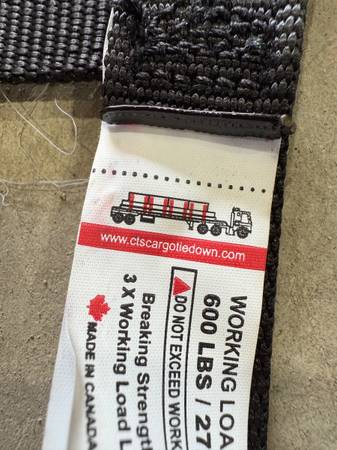 www.ctscargotiedown.com
WORKING LOA
600 LBS / 27
DO NOT EXCEED WORK
Breaking Strengt
3 X Working Load L
MADE IN CANADA